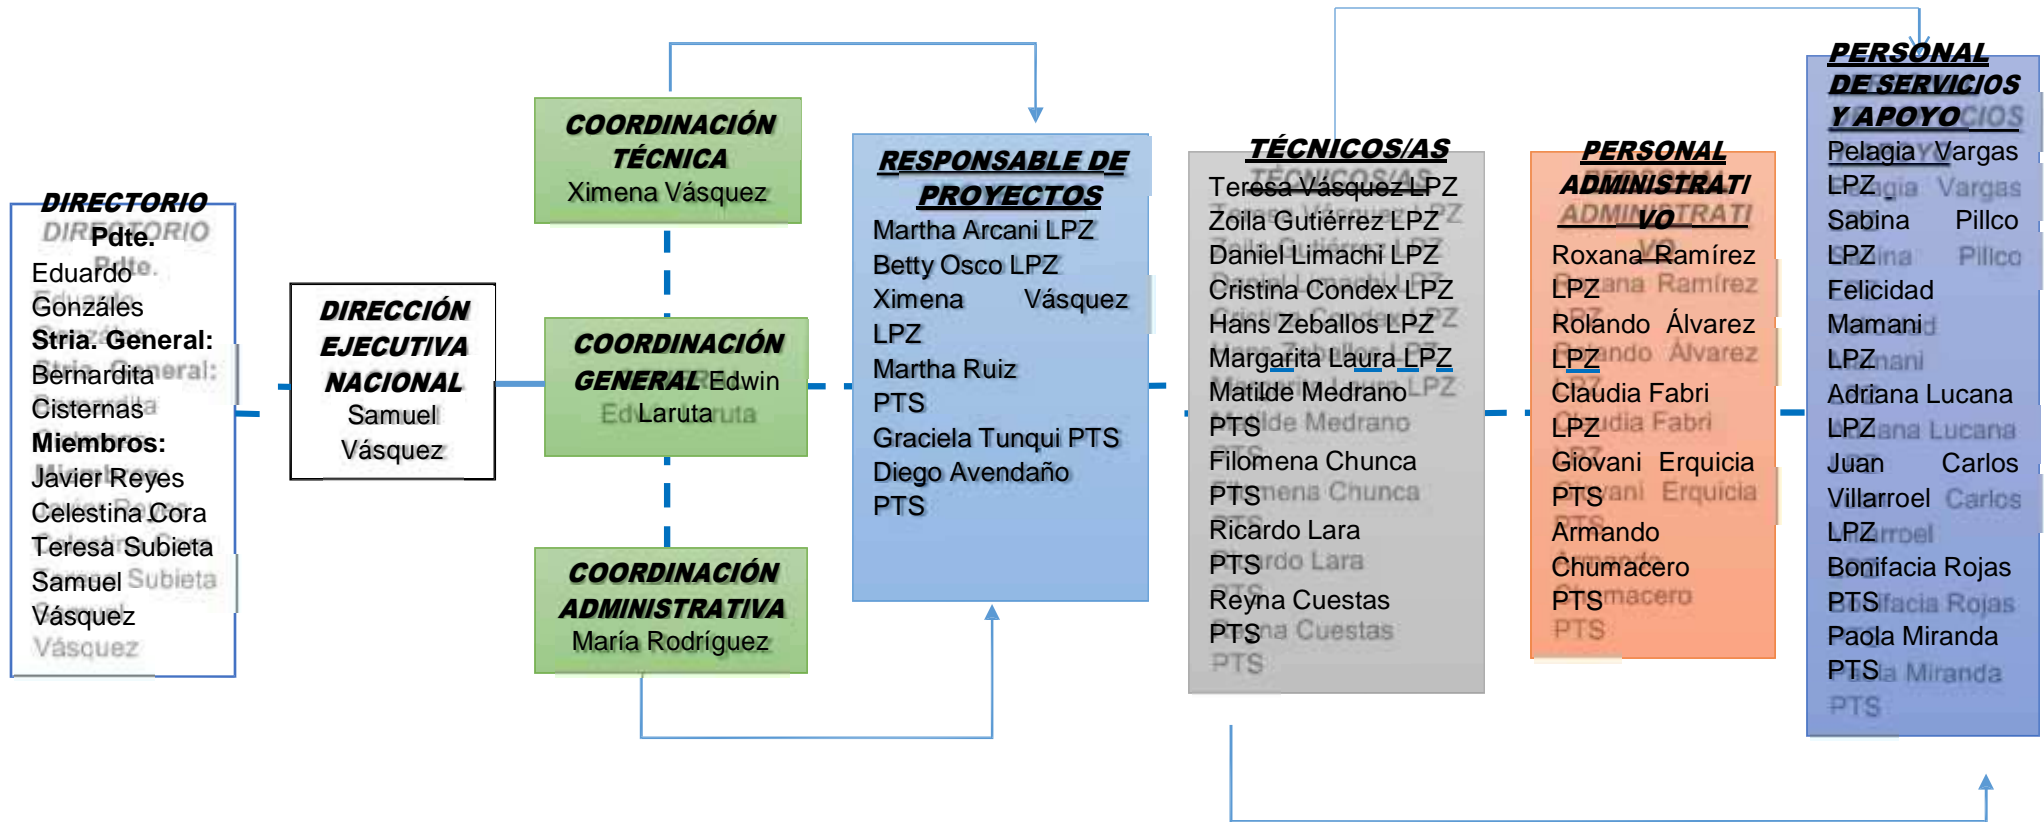 DIRECTORIO
Pdte.
Eduardo
Gonzáles
Stria. General:
Bernardita
Cisternas
Miembros:
Javier Reyes
Celestina Cora
Teresa Subieta
Samuel
Vásquez
DIRECCIÓN
EJECUTIVA
NACIONAL
Samuel
Vásquez
COORDINACIÓN
TÉCNICA
Ximena Vásquez
COORDINACIÓN
GENERAL Edwin
Laruta
COORDINACIÓN
ADMINISTRATIVA
María Rodríguez
RESPONSABLE DE
PROYECTOS
Martha Arcani LPZ
Betty Osco LPZ
Ximena Vásquez
LPZ
Martha Ruiz
PTS
Graciela Tunqui PTS
Diego Avendaño
PTS
TÉCNICOS/AS
Teresa Vásquez LPZ
Zoila Gutiérrez LPZ
Daniel Limachi LPZ
Cristina Condex LPZ
Hans Zeballos LPZ
Margarita Laura LPZ
Matilde Medrano
PTS
Filomena Chunca
PTS
Ricardo Lara
PTS
Reyna Cuestas
PTS
PERSONAL
ADMINISTRATI
VO
Roxana Ramírez
LPZ
Rolando Álvarez
LPZ
Claudia Fabri
LPZ
Giovani Erquicia
PTS
Armando
Chumacero
PTS
PERSONAL
DE SERVICIOS
Y APOYO
Pelagia Vargas
LPZ
Sabina Pillco
LPZ
Felicidad
Mamani
LPZ
Adriana Lucana
LPZ
Juan Carlos
Villarroel
LPZ
Bonifacia Rojas
PTS
Paola Miranda
PTS